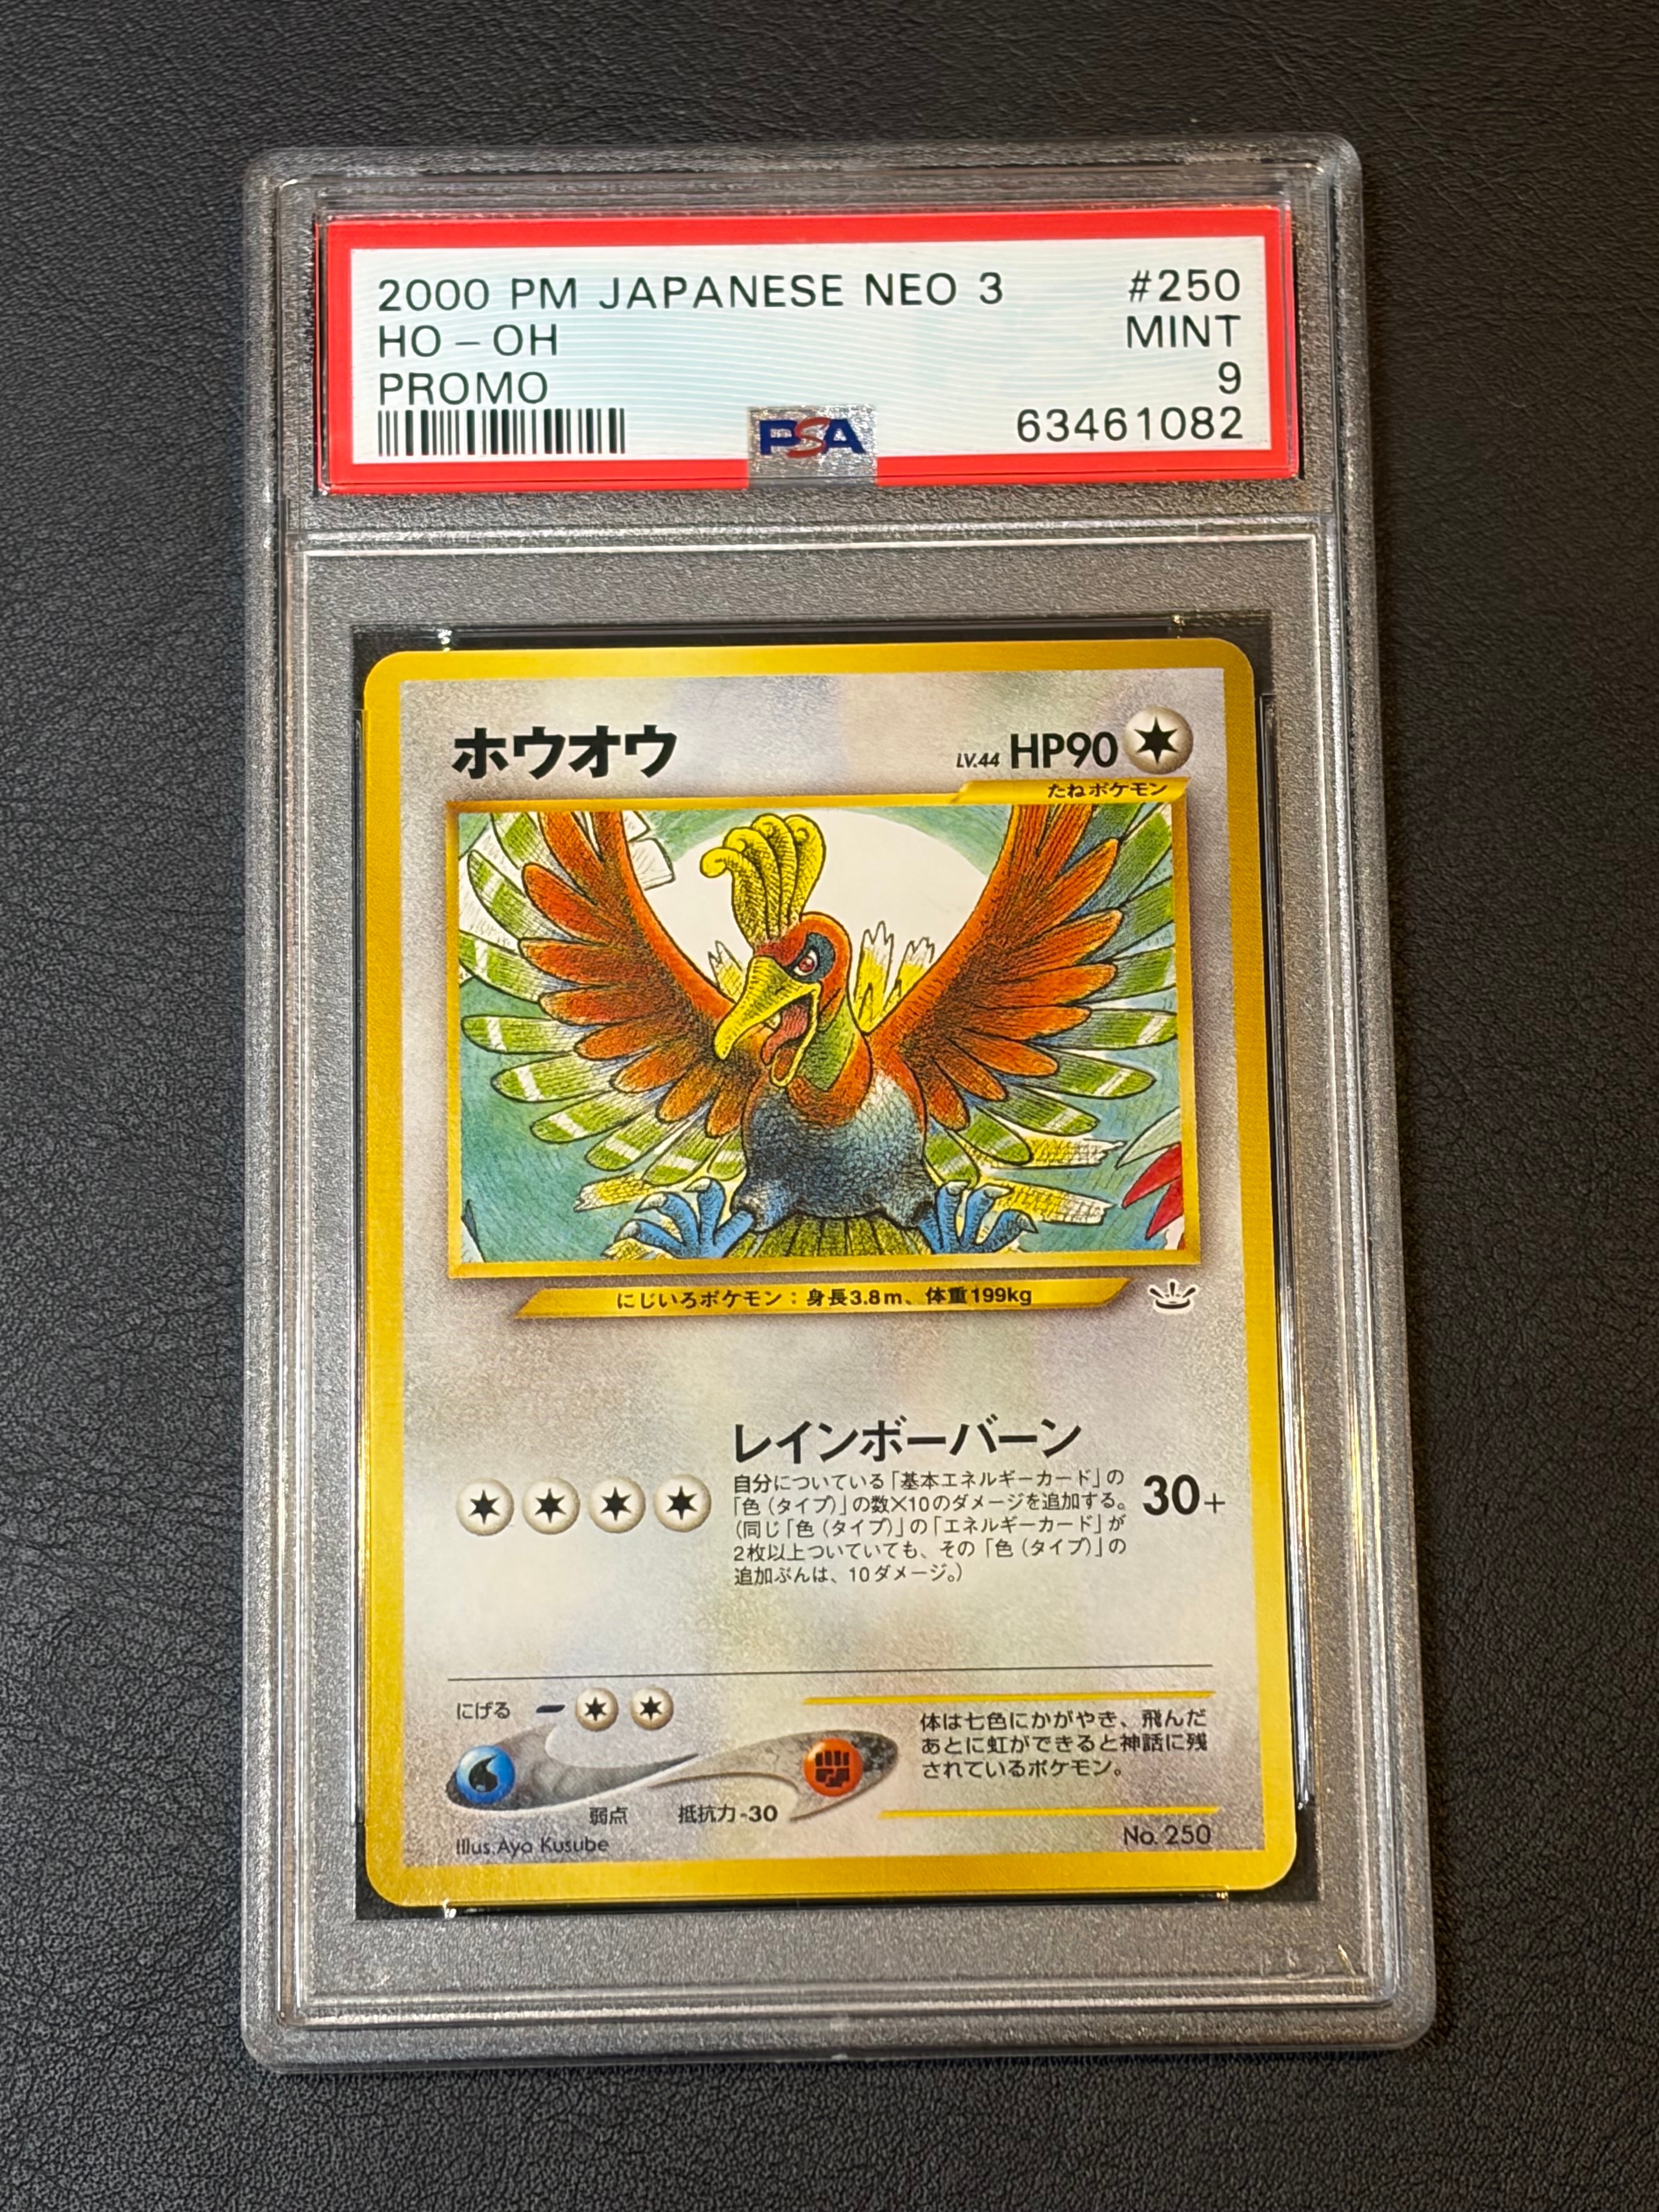 2000 PM JAPANESE NEO 3 #250
HO-OH MINT
PROMO 9
PSA 63461082
ホウオウ LV.44 HP90
たねポケモン
にじいろポケモン：身長3.8m、体重199kg
レインボーバーン
自分についている「基本エネルギーカード」の
「色（タイプ）」の数×10のダメージを追加する。
（同じ「色（タイプ）」の「エネルギーカード」が
2枚以上ついていても、その「色（タイプ）」の
追加ぶんは、10ダメージ。）
30+
にげる
弱点 抵抗力-30
体は七色にかがやき、飛んだ
あとに虹ができると神話に残
されているポケモン。
Illus.Aya Kusube No. 250